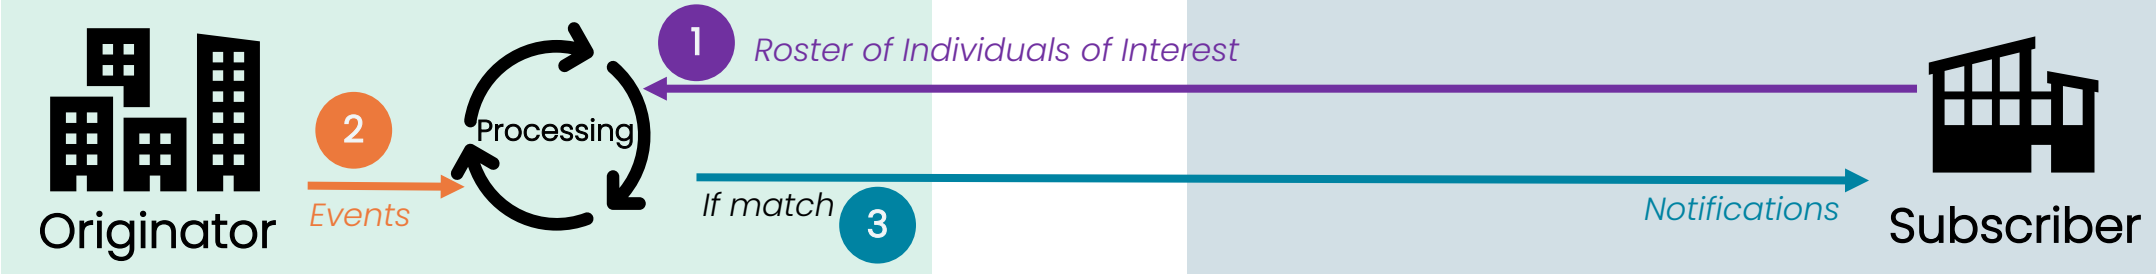 1
Roster of Individuals of Interest
2
Processing
If match
3
Events
Notifications
Originator
Subscriber